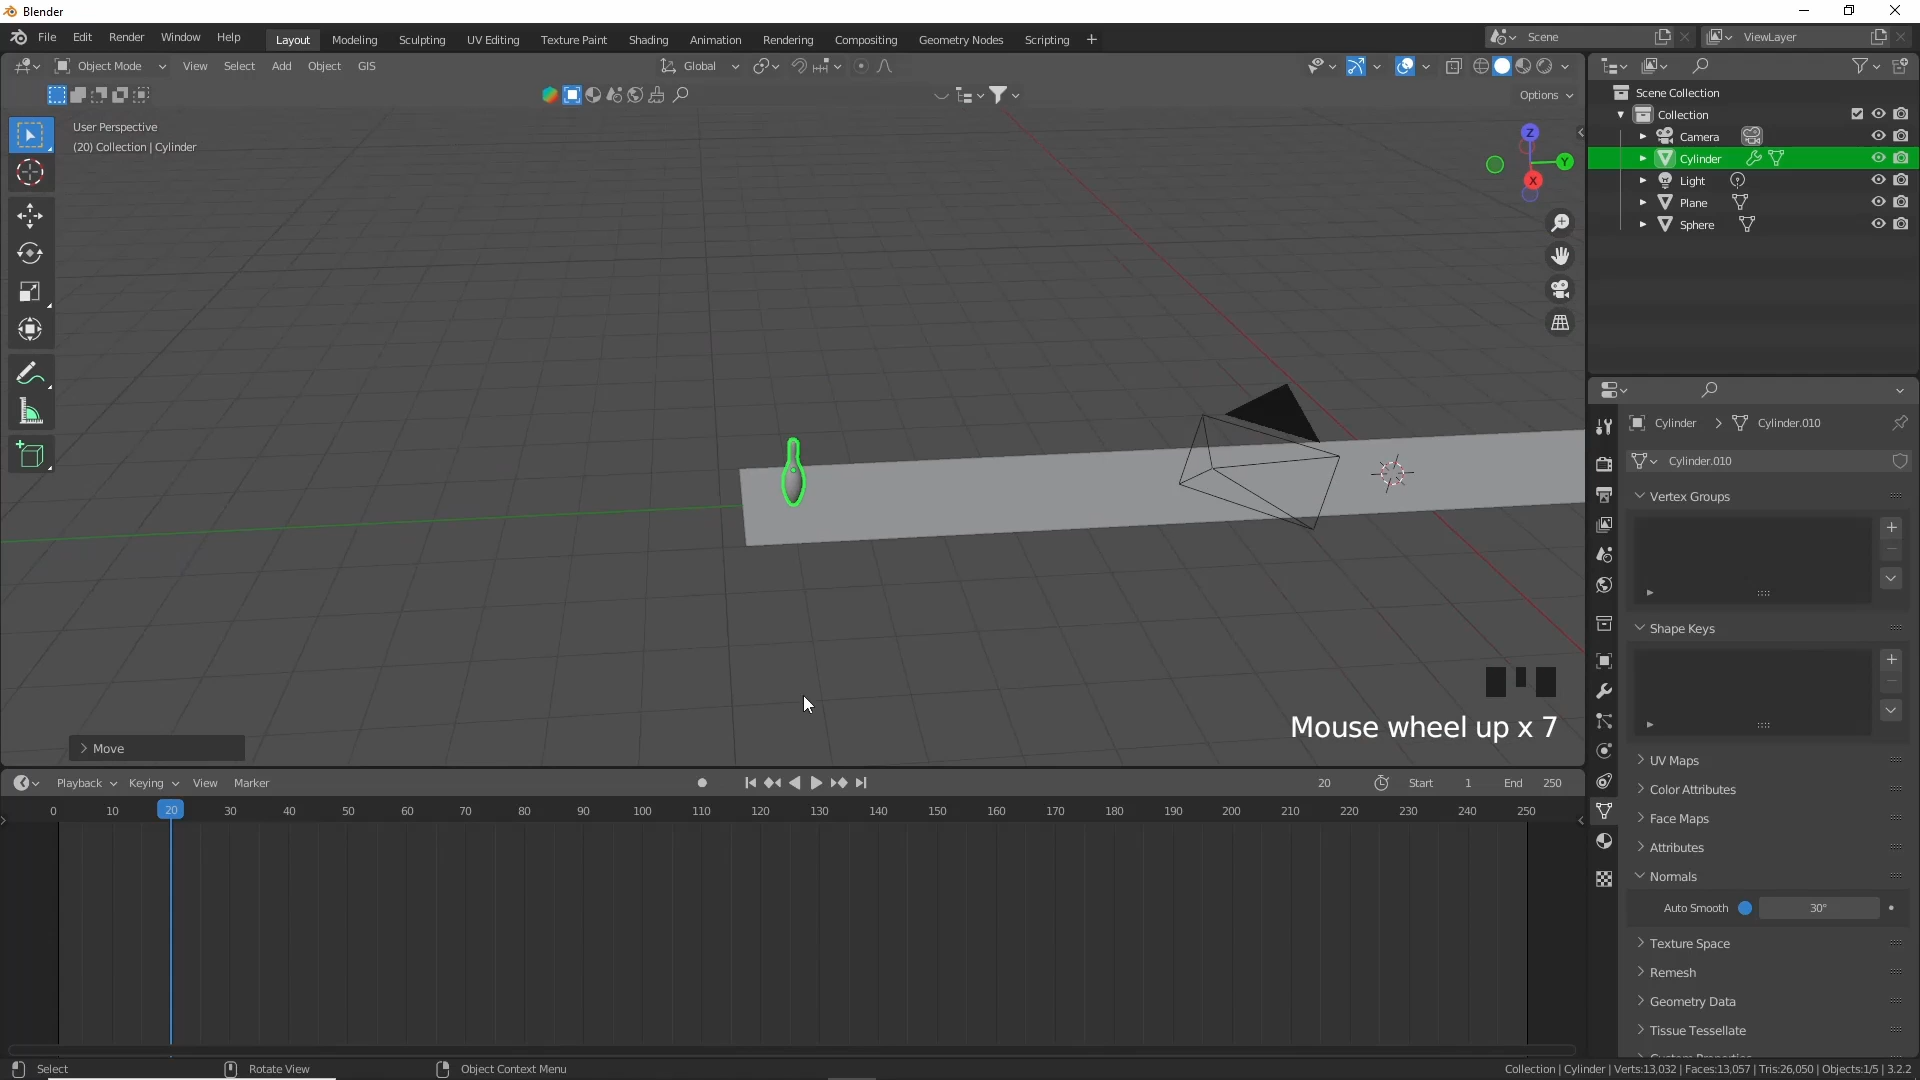 Blender
File Edit Render Window Help Layout Modeling Sculpting UV Editing Texture Paint Shading Animation Rendering Compositing Geometry Nodes Scripting Scene ViewLayer
Object Mode View Select Add Object GIS Global
Options
User Perspective
(20) Collection | Cylinder
Z
Y
X
Scene Collection
Collection
Camera
Cylinder
Light
Plane
Sphere
Cylinder > Cylinder.010
Cylinder.010
Vertex Groups
Shape Keys
UV Maps
Color Attributes
Face Maps
Attributes
Normals
Auto Smooth 30°
Texture Space
Remesh
Geometry Data
Tissue Tessellate
Mouse wheel up x 7
Move
Playback Keying View Marker 20 Start 1 End 250
0 10 20 30 40 50 60 70 80 90 100 110 120 130 140 150 160 170 180 190 200 210 220 230 240 250
Select Rotate View Object Context Menu Collection | Cylinder | Verts:13,032 | Faces:13,057 | Tris:26,050 | Objects:1/5 | 3.2.2